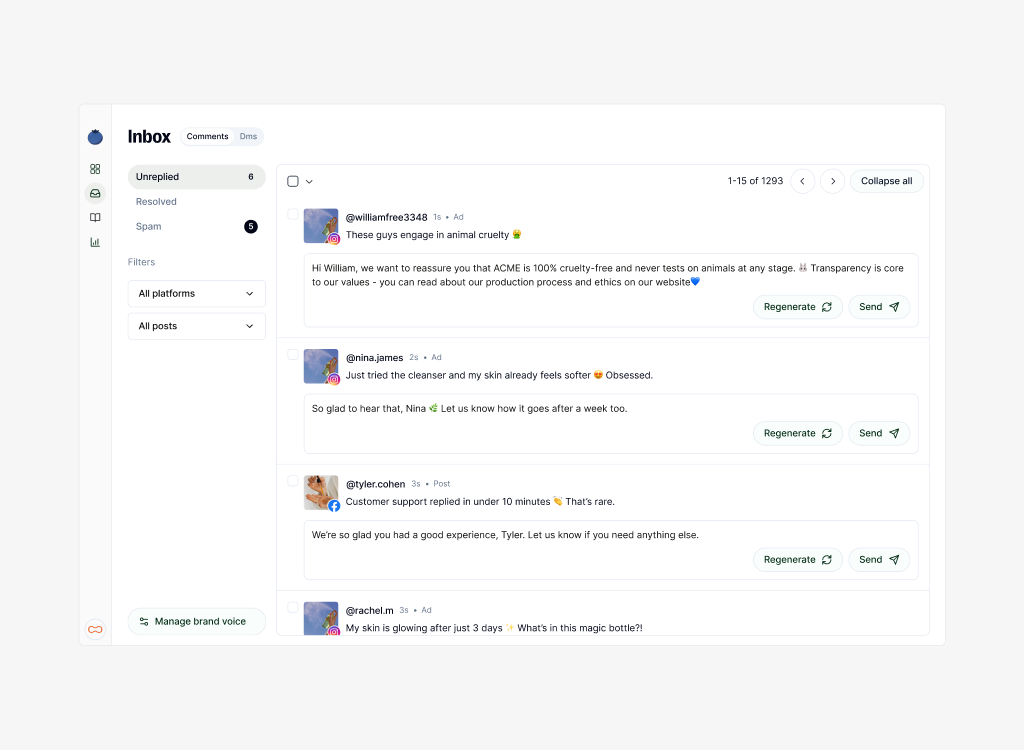 Inbox
Comments
Dms
Unreplied 6
Resolved
Spam 5
Filters
All platforms
All posts
Manage brand voice
1-15 of 1293
Collapse all
@williamfree3348 1s • Ad
These guys engage in animal cruelty 🤮
Hi William, we want to reassure you that ACME is 100% cruelty-free and never tests on animals at any stage. 🐰 Transparency is core
to our values - you can read about our production process and ethics on our website💙
Regenerate
Send
@nina.james 2s • Ad
Just tried the cleanser and my skin already feels softer 😍 Obsessed.
So glad to hear that, Nina 🌿 Let us know how it goes after a week too.
Regenerate
Send
@tyler.cohen 3s • Post
Customer support replied in under 10 minutes 👏 That’s rare.
We’re so glad you had a good experience, Tyler. Let us know if you need anything else.
Regenerate
Send
@rachel.m 3s • Ad
My skin is glowing after just 3 days ✨ What’s in this magic bottle?!